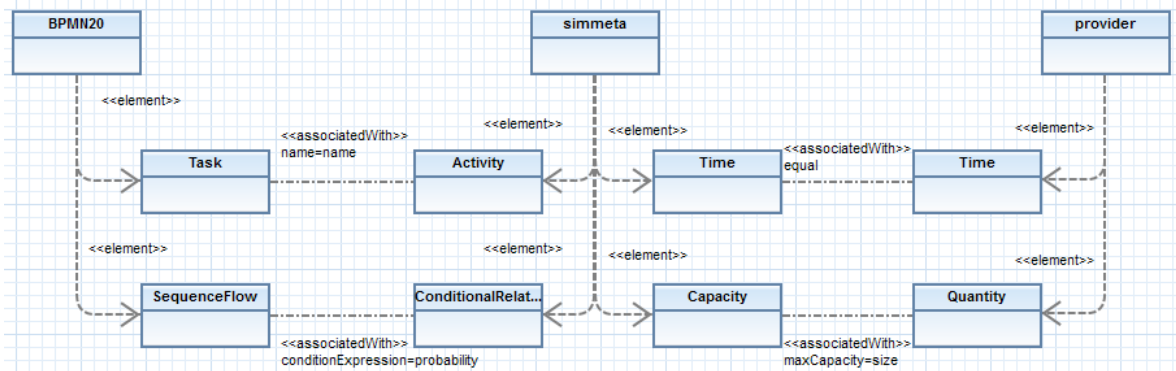 BPMN20
simmeta
provider
<<element>>
<<associatedWith>>
name=name
<<element>>
<<element>>
<<associatedWith>>
equal
<<element>>
Task
Activity
Time
Time
<<element>>
<<element>>
<<element>>
<<element>>
SequenceFlow
ConditionalRelat...
Capacity
Quantity
<<associatedWith>>
conditionExpression=probability
<<associatedWith>>
maxCapacity=size